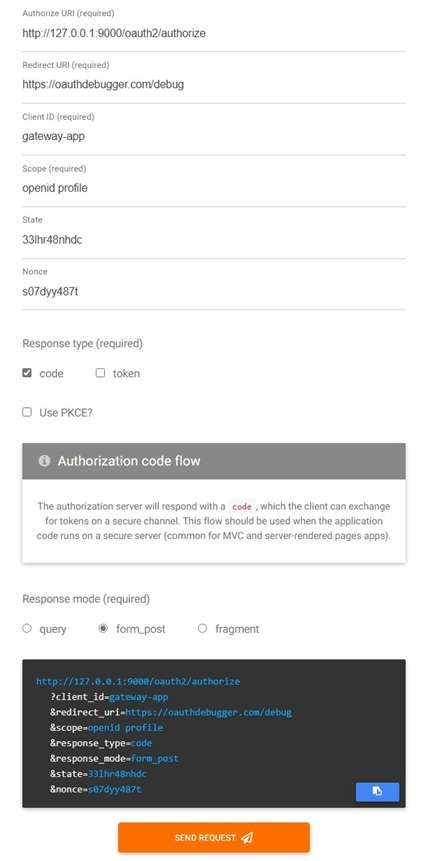 Authorize URI (required)
http://127.0.0.1:9000/oauth2/authorize
Redirect URI (required)
https://oauthdebugger.com/debug
Client ID (required)
gateway-app
Scope (required)
openid profile
State
33lhr48nhdc
Nonce
s07dyy487t
Response type (required)
code token
Use PKCE?
Authorization code flow
The authorization server will respond with a code, which the client can exchange
for tokens on a secure channel. This flow should be used when the application
code runs on a secure server (common for MVC and server-rendered pages apps).
Response mode (required)
query form_post fragment
http://127.0.0.1:9000/oauth2/authorize
?client_id=gateway-app
&redirect_uri=https://oauthdebugger.com/debug
&scope=openid profile
&response_type=code
&response_mode=form_post
&state=33lhr48nhdc
&nonce=s07dyy487t
SEND REQUEST